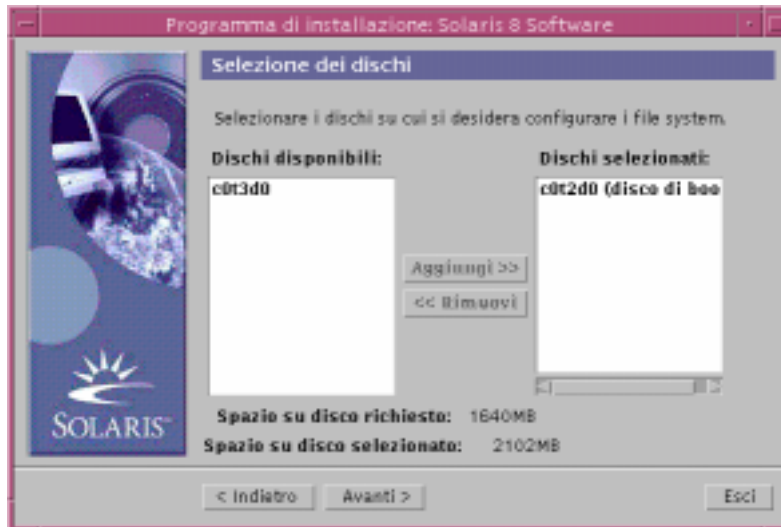 Programma di installazione: Solaris 8 Software
Selezione dei dischi
Selezionare i dischi su cui si desidera configurare i file system.
Dischi disponibili:
Dischi selezionati:
c0t3d0
c0t2d0 (disco di boo
Aggiungi >>
<< Rimuovi
SOLARIS
Spazio su disco richiesto: 1640MB
Spazio su disco selezionato: 2102MB
< Indietro
Avanti >
Esci